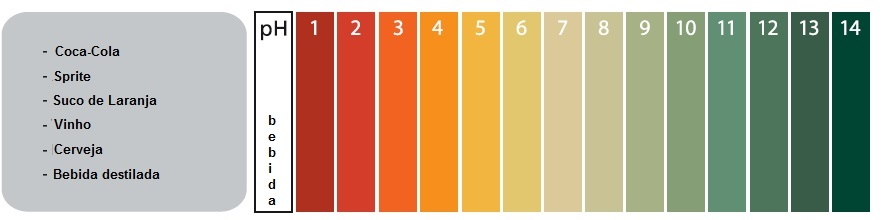 - Coca-Cola
- Sprite
- Suco de Laranja
- Vinho
- Cerveja
- Bebida destilada
pH 1 2 3 4 5 6 7 8 9 10 11 12 13 14
b
e
b
i
d
a